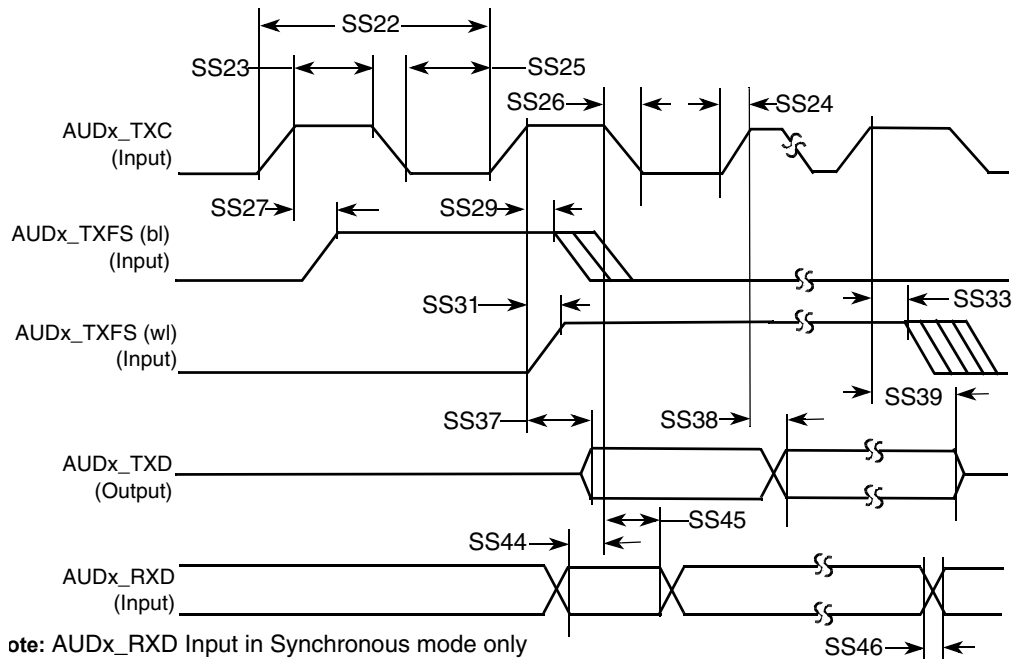 SS22
SS23
SS25
SS26
SS24
AUDx_TXC
(Input)
SS27
SS29
AUDx_TXFS (bl)
(Input)
SS31
SS33
AUDx_TXFS (wl)
(Input)
SS39
SS37
SS38
AUDx_TXD
(Output)
SS45
SS44
AUDx_RXD
(Input)
ote: AUDx_RXD Input in Synchronous mode only
SS46